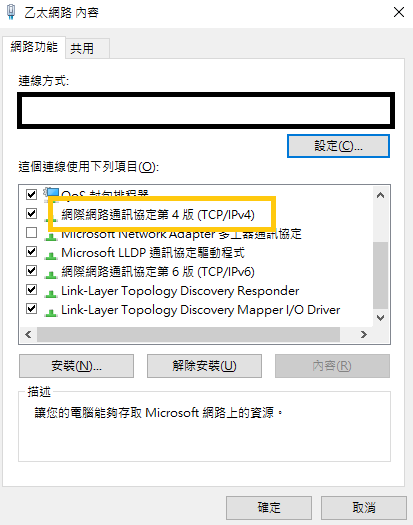 乙太網路 內容
網路功能 共用
連線方式:
設定(C)...
這個連線使用下列項目(O):
QoS 封包排程器
網際網路通訊協定第 4 版 (TCP/IPv4)
Microsoft Network Adapter 多工器通訊協定
Microsoft LLDP 通訊協定驅動程式
網際網路通訊協定第 6 版 (TCP/IPv6)
Link-Layer Topology Discovery Responder
Link-Layer Topology Discovery Mapper I/O Driver
安裝(N)... 解除安裝(U) 內容(R)
描述
讓您的電腦能夠存取 Microsoft 網路上的資源。
確定 取消